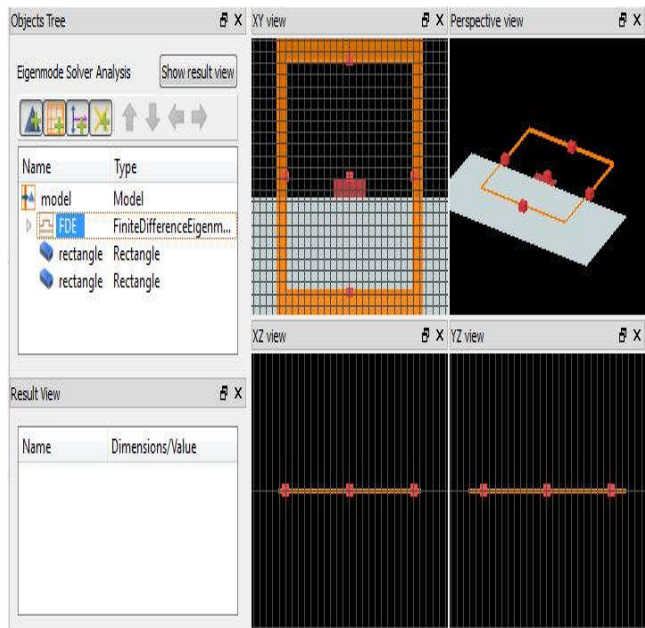 Objects Tree
Eigenmode Solver Analysis
Show result view
Name Type
model Model
FDE FiniteDifferenceEigenm...
rectangle Rectangle
rectangle Rectangle
Result View
Name Dimensions/Value
XY view
Perspective view
XZ view
YZ view